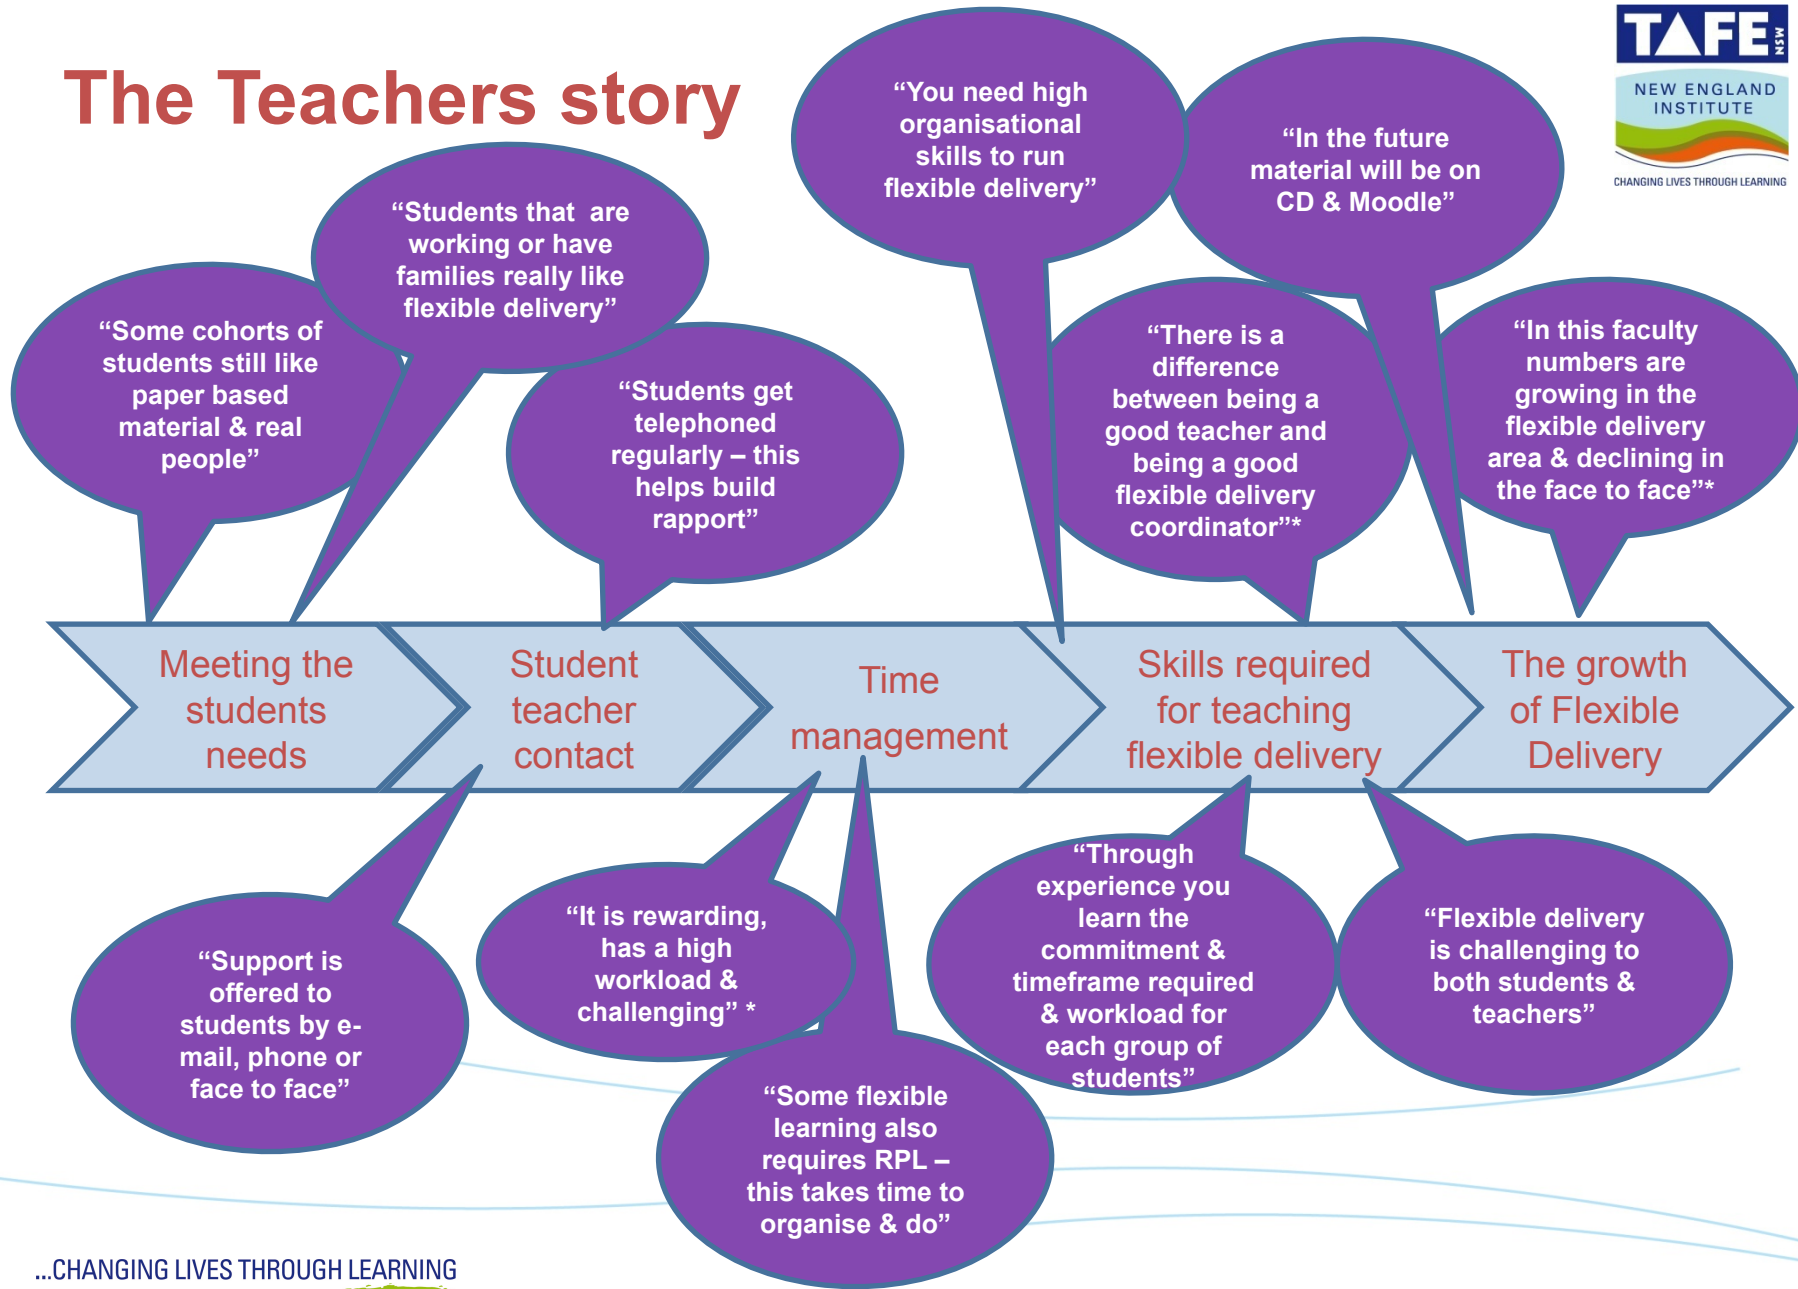 The Teachers story
TAFE NSW
NEW ENGLAND
INSTITUTE
CHANGING LIVES THROUGH LEARNING
“Some cohorts of
students still like
paper based
material & real
people”
“Students that  are
working or have
families really like
flexible delivery”
“Students get
telephoned
regularly – this
helps build
rapport”
“You need high
organisational
skills to run
flexible delivery”
“There is a
difference
between being a
good teacher and
being a good
flexible delivery
coordinator”*
“In the future
material will be on
CD & Moodle”
“In this faculty
numbers are
growing in the
flexible delivery
area & declining in
the face to face”*
Meeting the
students
needs
Student
teacher
contact
Time
management
Skills required
for teaching
flexible delivery
The growth
of Flexible
Delivery
“Support is
offered to
students by e-
mail, phone or
face to face”
“It is rewarding,
has a high
workload &
challenging” *
“Some flexible
learning also
requires RPL –
this takes time to
organise & do”
“Through
experience you
learn the
commitment &
timeframe required
& workload for
each group of
students”
“Flexible delivery
is challenging to
both students &
teachers”
...CHANGING LIVES THROUGH LEARNING